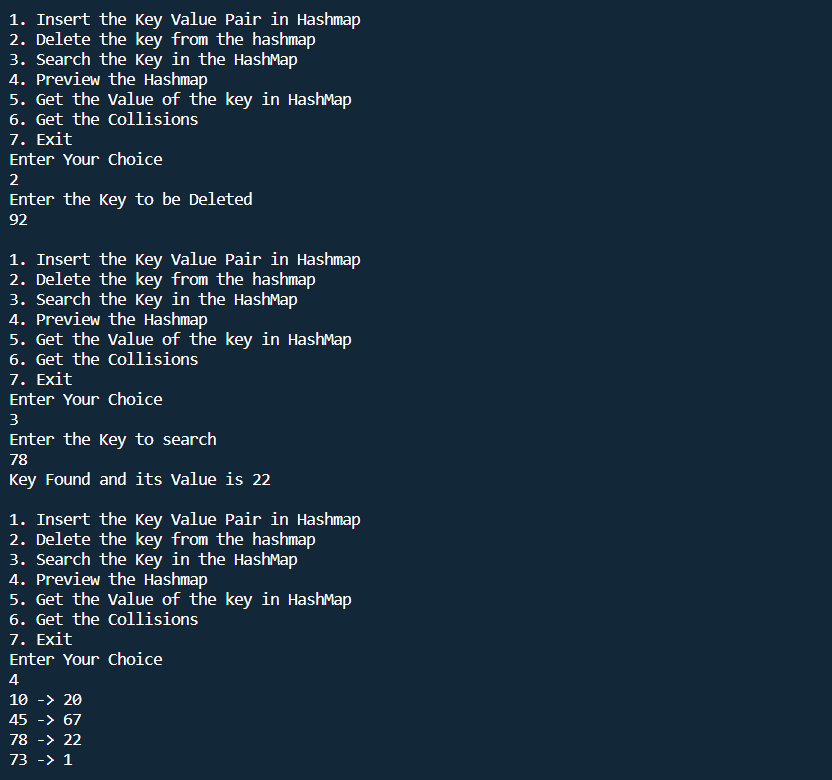 1. Insert the Key Value Pair in Hashmap
2. Delete the key from the hashmap
3. Search the Key in the HashMap
4. Preview the Hashmap
5. Get the Value of the key in HashMap
6. Get the Collisions
7. Exit
Enter Your Choice
2
Enter the Key to be Deleted
92
1. Insert the Key Value Pair in Hashmap
2. Delete the key from the hashmap
3. Search the Key in the HashMap
4. Preview the Hashmap
5. Get the Value of the key in HashMap
6. Get the Collisions
7. Exit
Enter Your Choice
3
Enter the Key to search
78
Key Found and its Value is 22
1. Insert the Key Value Pair in Hashmap
2. Delete the key from the hashmap
3. Search the Key in the HashMap
4. Preview the Hashmap
5. Get the Value of the key in HashMap
6. Get the Collisions
7. Exit
Enter Your Choice
4
10 -> 20
45 -> 67
78 -> 22
73 -> 1